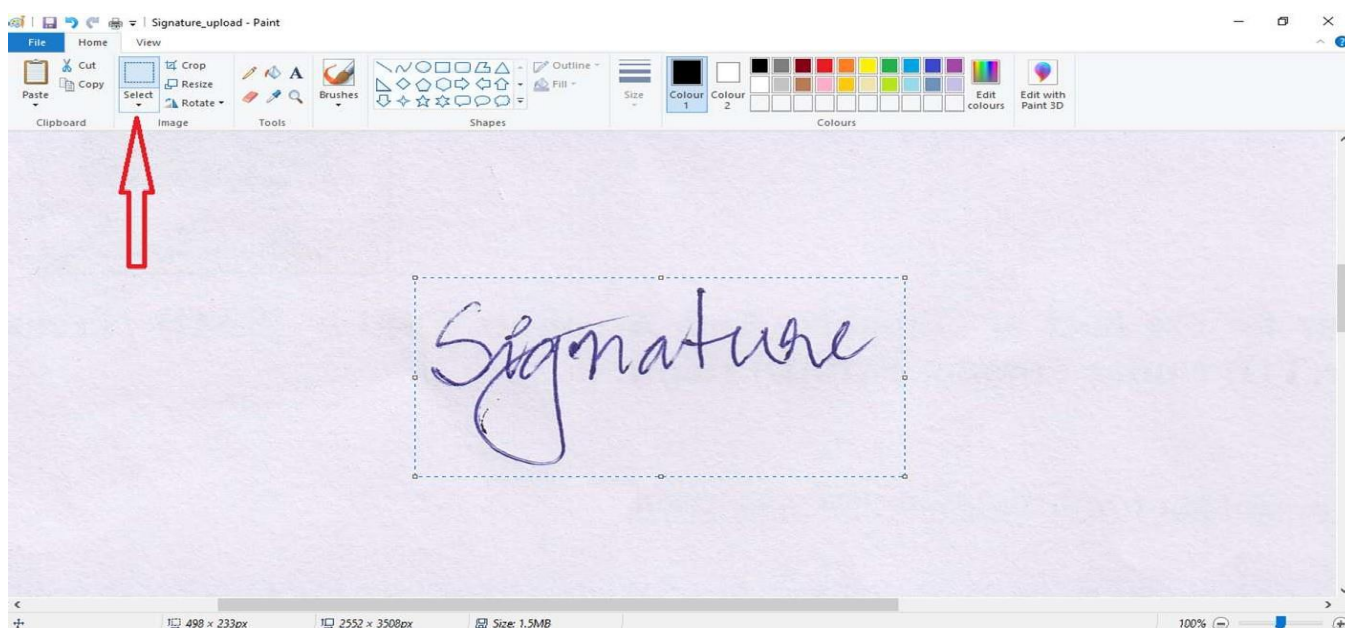 Signature_upload - Paint
File Home View
Paste Cut Copy Select Crop Resize Rotate A Brushes Outline Fill Size Colour 1 Colour 2 Edit colours Edit with Paint 3D
Clipboard Image Tools Shapes Colours
Signature
498 × 233px 2552 × 3508px Size: 1.5MB 100%